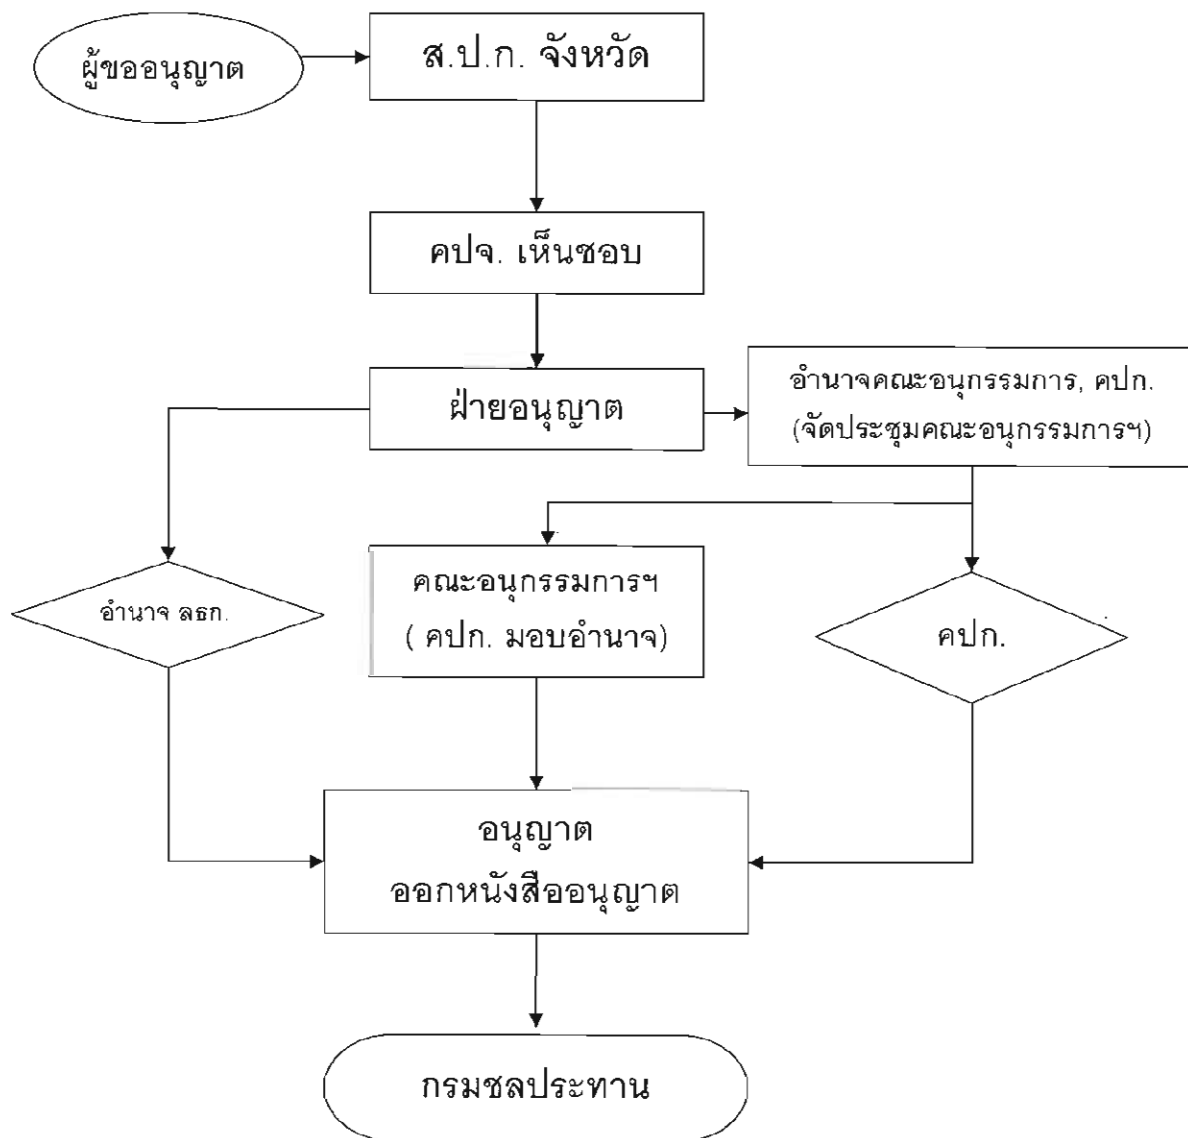 ผู้ขออนุญาต
ส.ป.ก. จังหวัด
คปจ. เห็นชอบ
ฝ่ายอนุญาต
อำนาจคณะอนุกรรมการ, คปก.
(จัดประชุมคณะอนุกรรมการฯ)
อำนาจ ลธก.
คณะอนุกรรมการฯ
( คปก. มอบอำนาจ)
คปก.
อนุญาต
ออกหนังสืออนุญาต
กรมชลประทาน